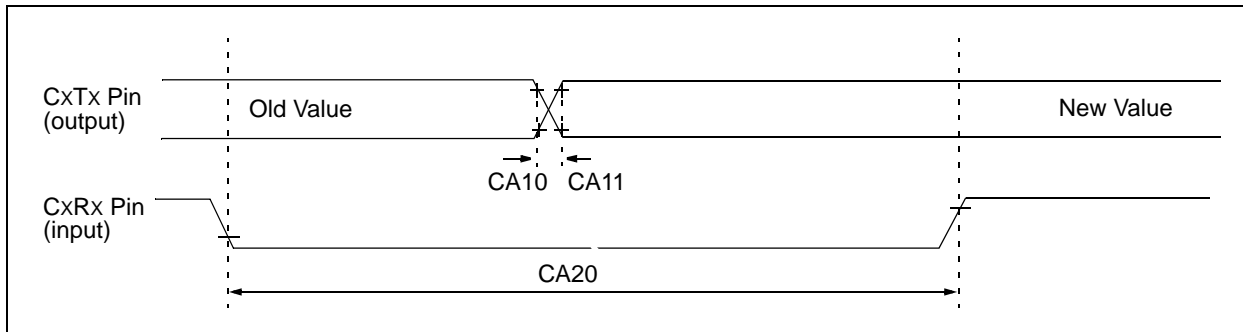 CxTx Pin
(output)
Old Value
New Value
CA10
CA11
CxRx Pin
(input)
CA20